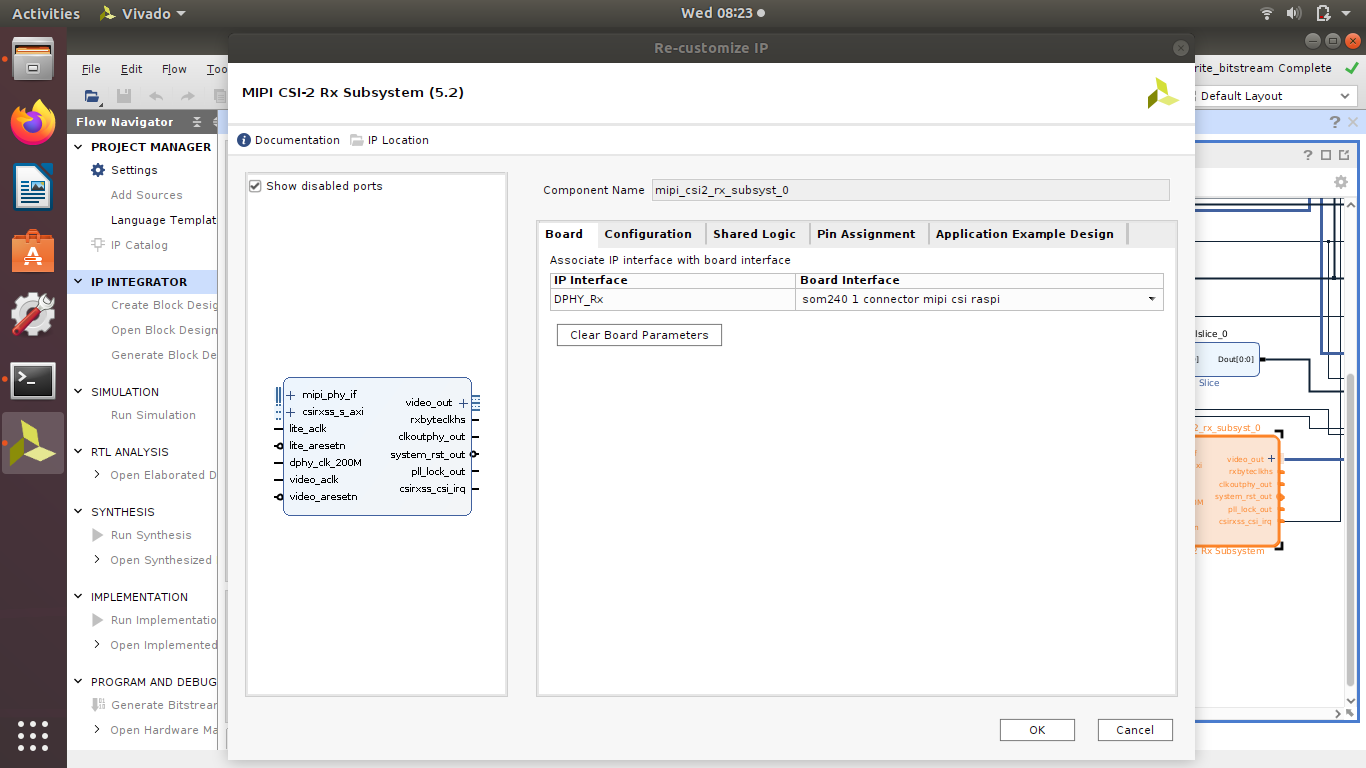 Activities
Vivado
Wed 08:23
Re-customize IP
File Edit Flow Too
rite_bitstream Complete
Default Layout
MIPI CSI-2 Rx Subsystem (5.2)
Documentation IP Location
Flow Navigator
PROJECT MANAGER
Settings
Add Sources
Language Templat
IP Catalog
IP INTEGRATOR
Create Block Desig
Open Block Design
Generate Block De
SIMULATION
Run Simulation
RTL ANALYSIS
Open Elaborated D
SYNTHESIS
Run Synthesis
Open Synthesized
IMPLEMENTATION
Run Implementatio
Open Implemented
PROGRAM AND DEBUG
Generate Bitstrear
Open Hardware Ma
Show disabled ports
mipi_phy_if
csirxss_s_axi
lite_aclk
lite_aresetn
dphy_clk_200M
video_aclk
video_aresetn
video_out
rxbyteclkhs
clkoutphy_out
system_rst_out
pll_lock_out
csirxss_csi_irq
Component Name mipi_csi2_rx_subsyst_0
Board Configuration Shared Logic Pin Assignment Application Example Design
Associate IP interface with board interface
IP Interface Board Interface
DPHY_Rx som240 1 connector mipi csi raspi
Clear Board Parameters
OK Cancel
lslice_0
Dout[0:0]
Slice
2_rx_subsyst_0
video_out
rxbyteclkhs
clkoutphy_out
system_rst_out
pll_lock_out
csirxss_csi_irq
2 Rx Subsystem